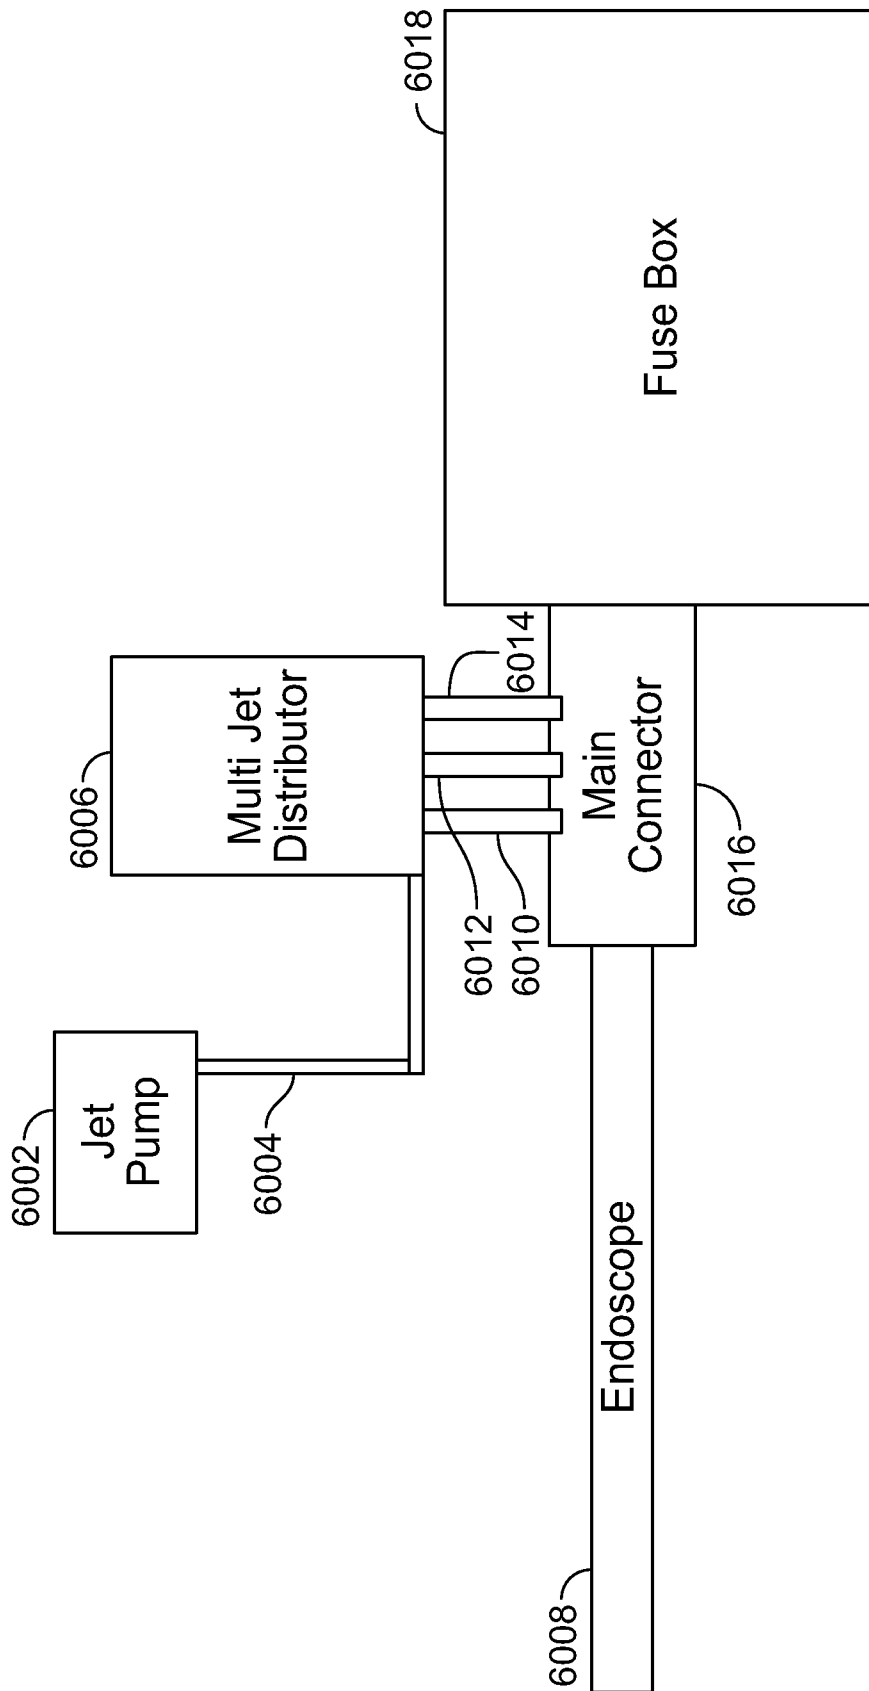 6002
Jet
Pump
6004
6006
Multi Jet
Distributor
6012
6010
6014
6008
Endoscope
Main
Connector
6016
6018
Fuse Box